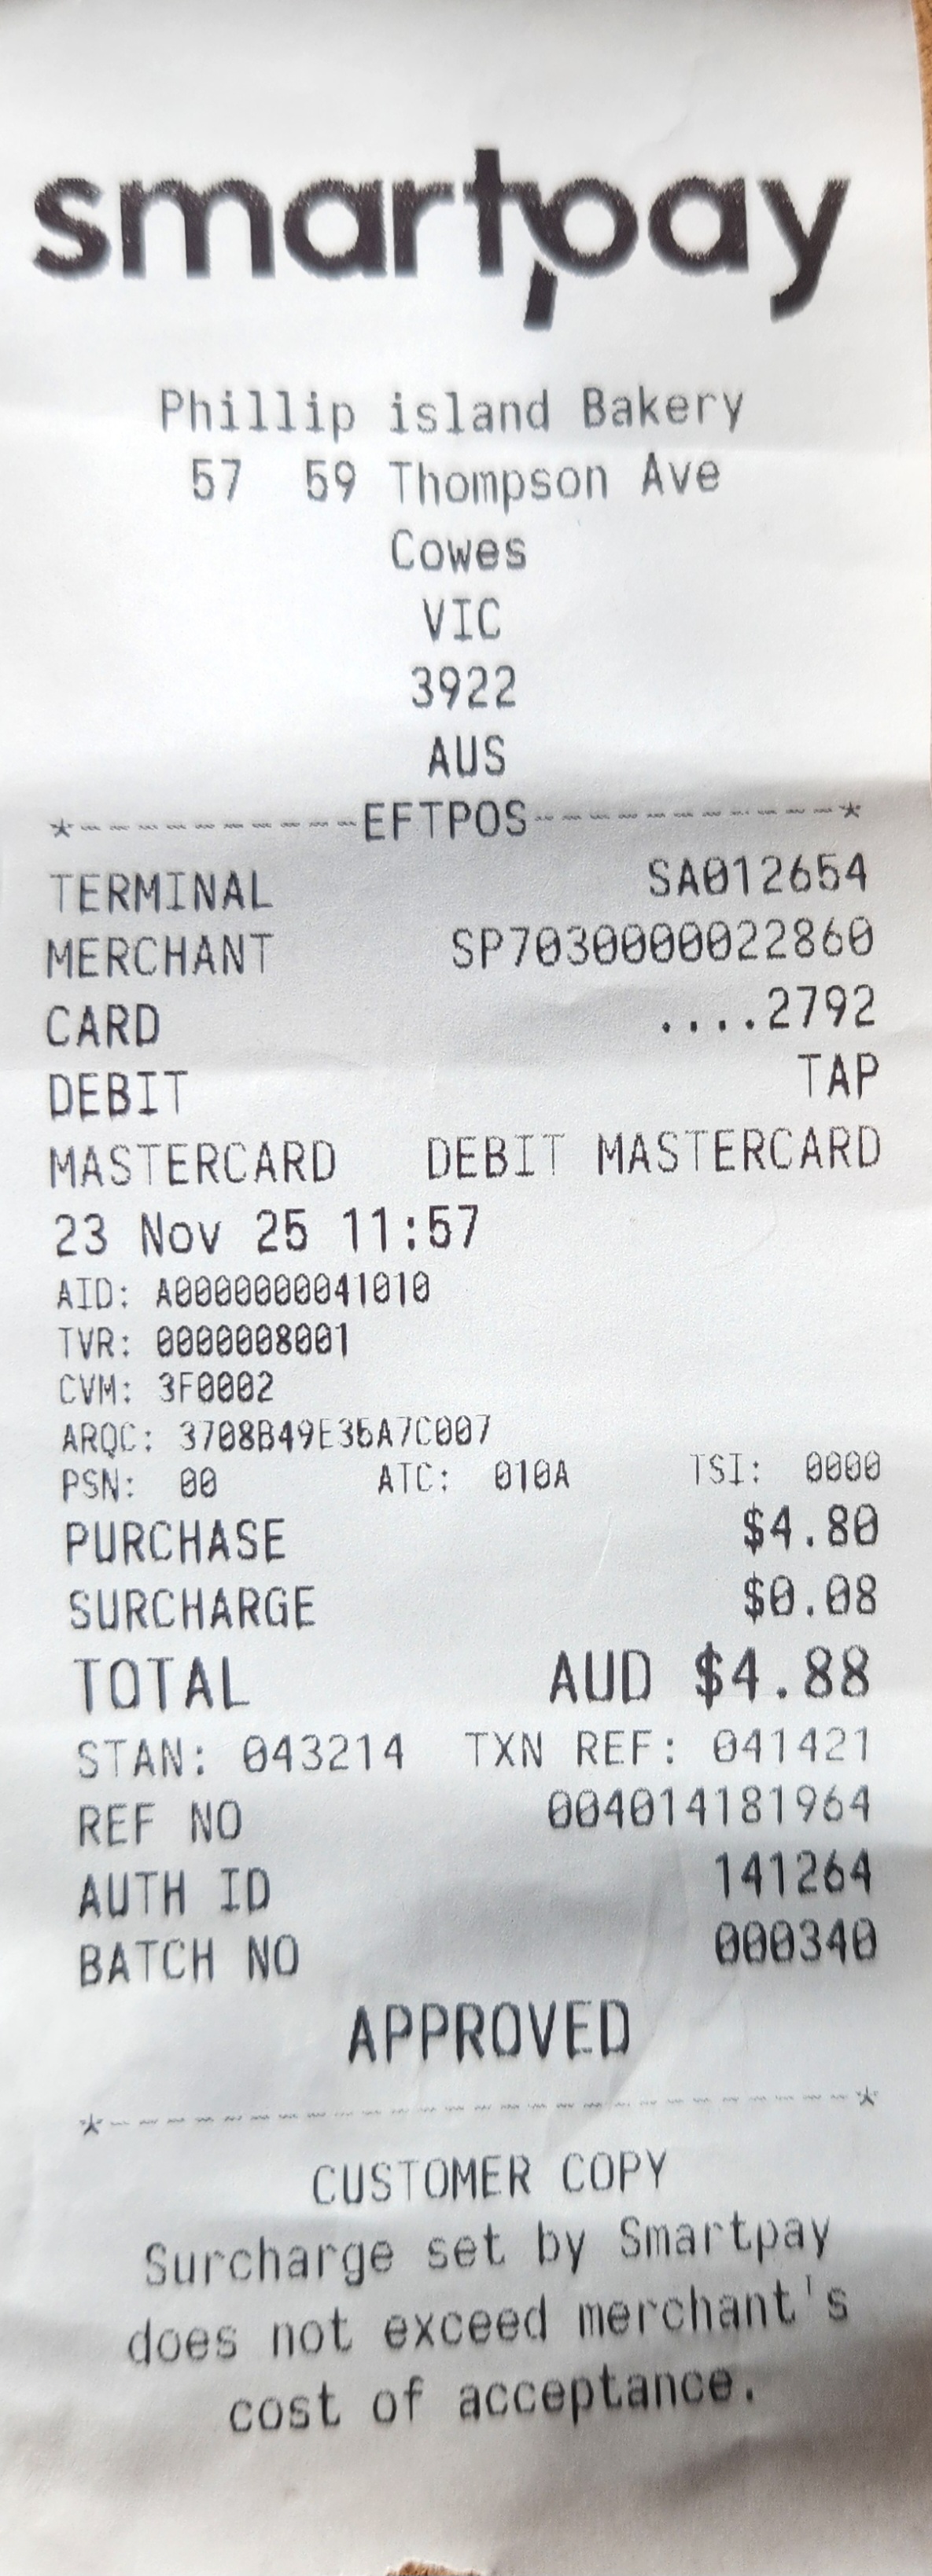 smartpay
Phillip island Bakery
57  59 Thompson Ave
Cowes
VIC
3922
AUS
*----------EFTPOS-----------*
TERMINAL SA012654
MERCHANT SP7030000022860
CARD ....2792
DEBIT TAP
MASTERCARD DEBIT MASTERCARD
23 Nov 25 11:57
AID: A0000000041010
TVR: 0000008001
CVM: 3F0002
ARQC: 3708B49E36A7C007
PSN: 00 ATC: 010A TSI: 0000
PURCHASE $4.80
SURCHARGE $0.08
TOTAL AUD $4.88
STAN: 043214 TXN REF: 041421
REF NO 004014181964
AUTH ID 141264
BATCH NO 000340
APPROVED
*---------------------------*
CUSTOMER COPY
Surcharge set by Smartpay
does not exceed merchant's
cost of acceptance.